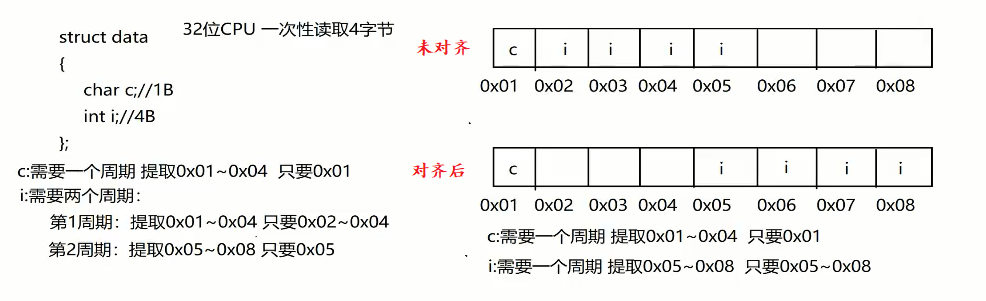 struct data
32位CPU 一次性读取4字节
{
char c;//1B
int i;//4B
};
c:需要一个周期 提取0x01~0x04 只要0x01
i:需要两个周期:
第1周期: 提取0x01~0x04 只要0x02~0x04
第2周期: 提取0x05~0x08 只要0x05
未对齐
c i i i i
0x01 0x02 0x03 0x04 0x05 0x06 0x07 0x08
对齐后
c i i i i
0x01 0x02 0x03 0x04 0x05 0x06 0x07 0x08
c:需要一个周期 提取0x01~0x04 只要0x01
i:需要一个周期 提取0x05~0x08 只要0x05~0x08